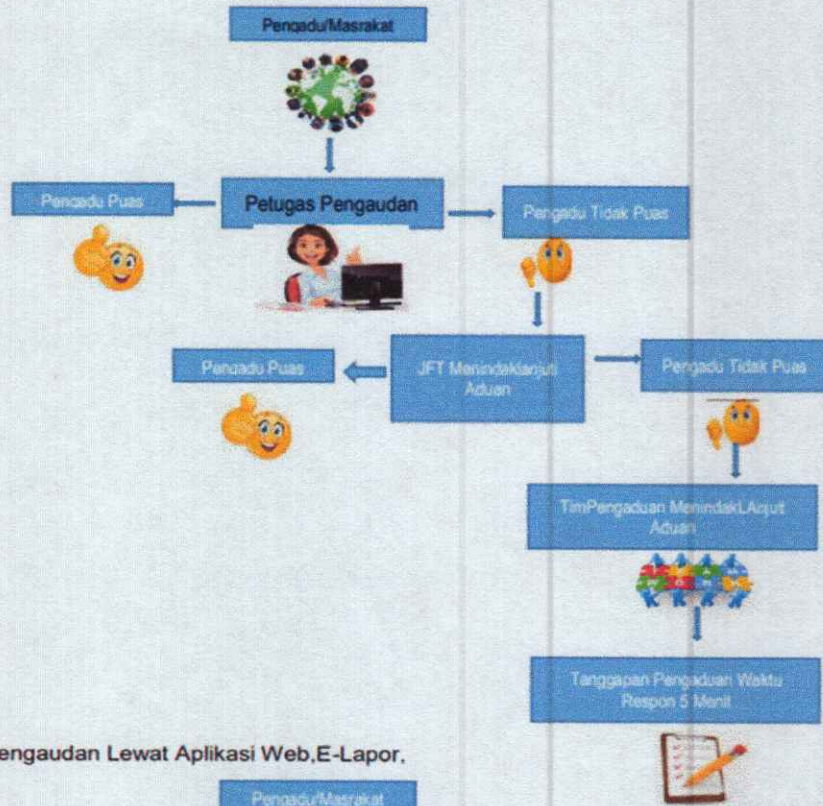 Pengadu/Masrakat
Pengadu Puas
Petugas Pengaudan
Pengadu Tidak Puas
Pengadu Puas
JFT Menindaklanjuti
Aduan
Pengadu Tidak Puas
TimPengaduan MenindakLAnjut
Aduan
Tanggapan Pengaduan Waktu
Respon 5 Menit
engaudan Lewat Aplikasi Web,E-Lapor.
Pengadu/Masrakat